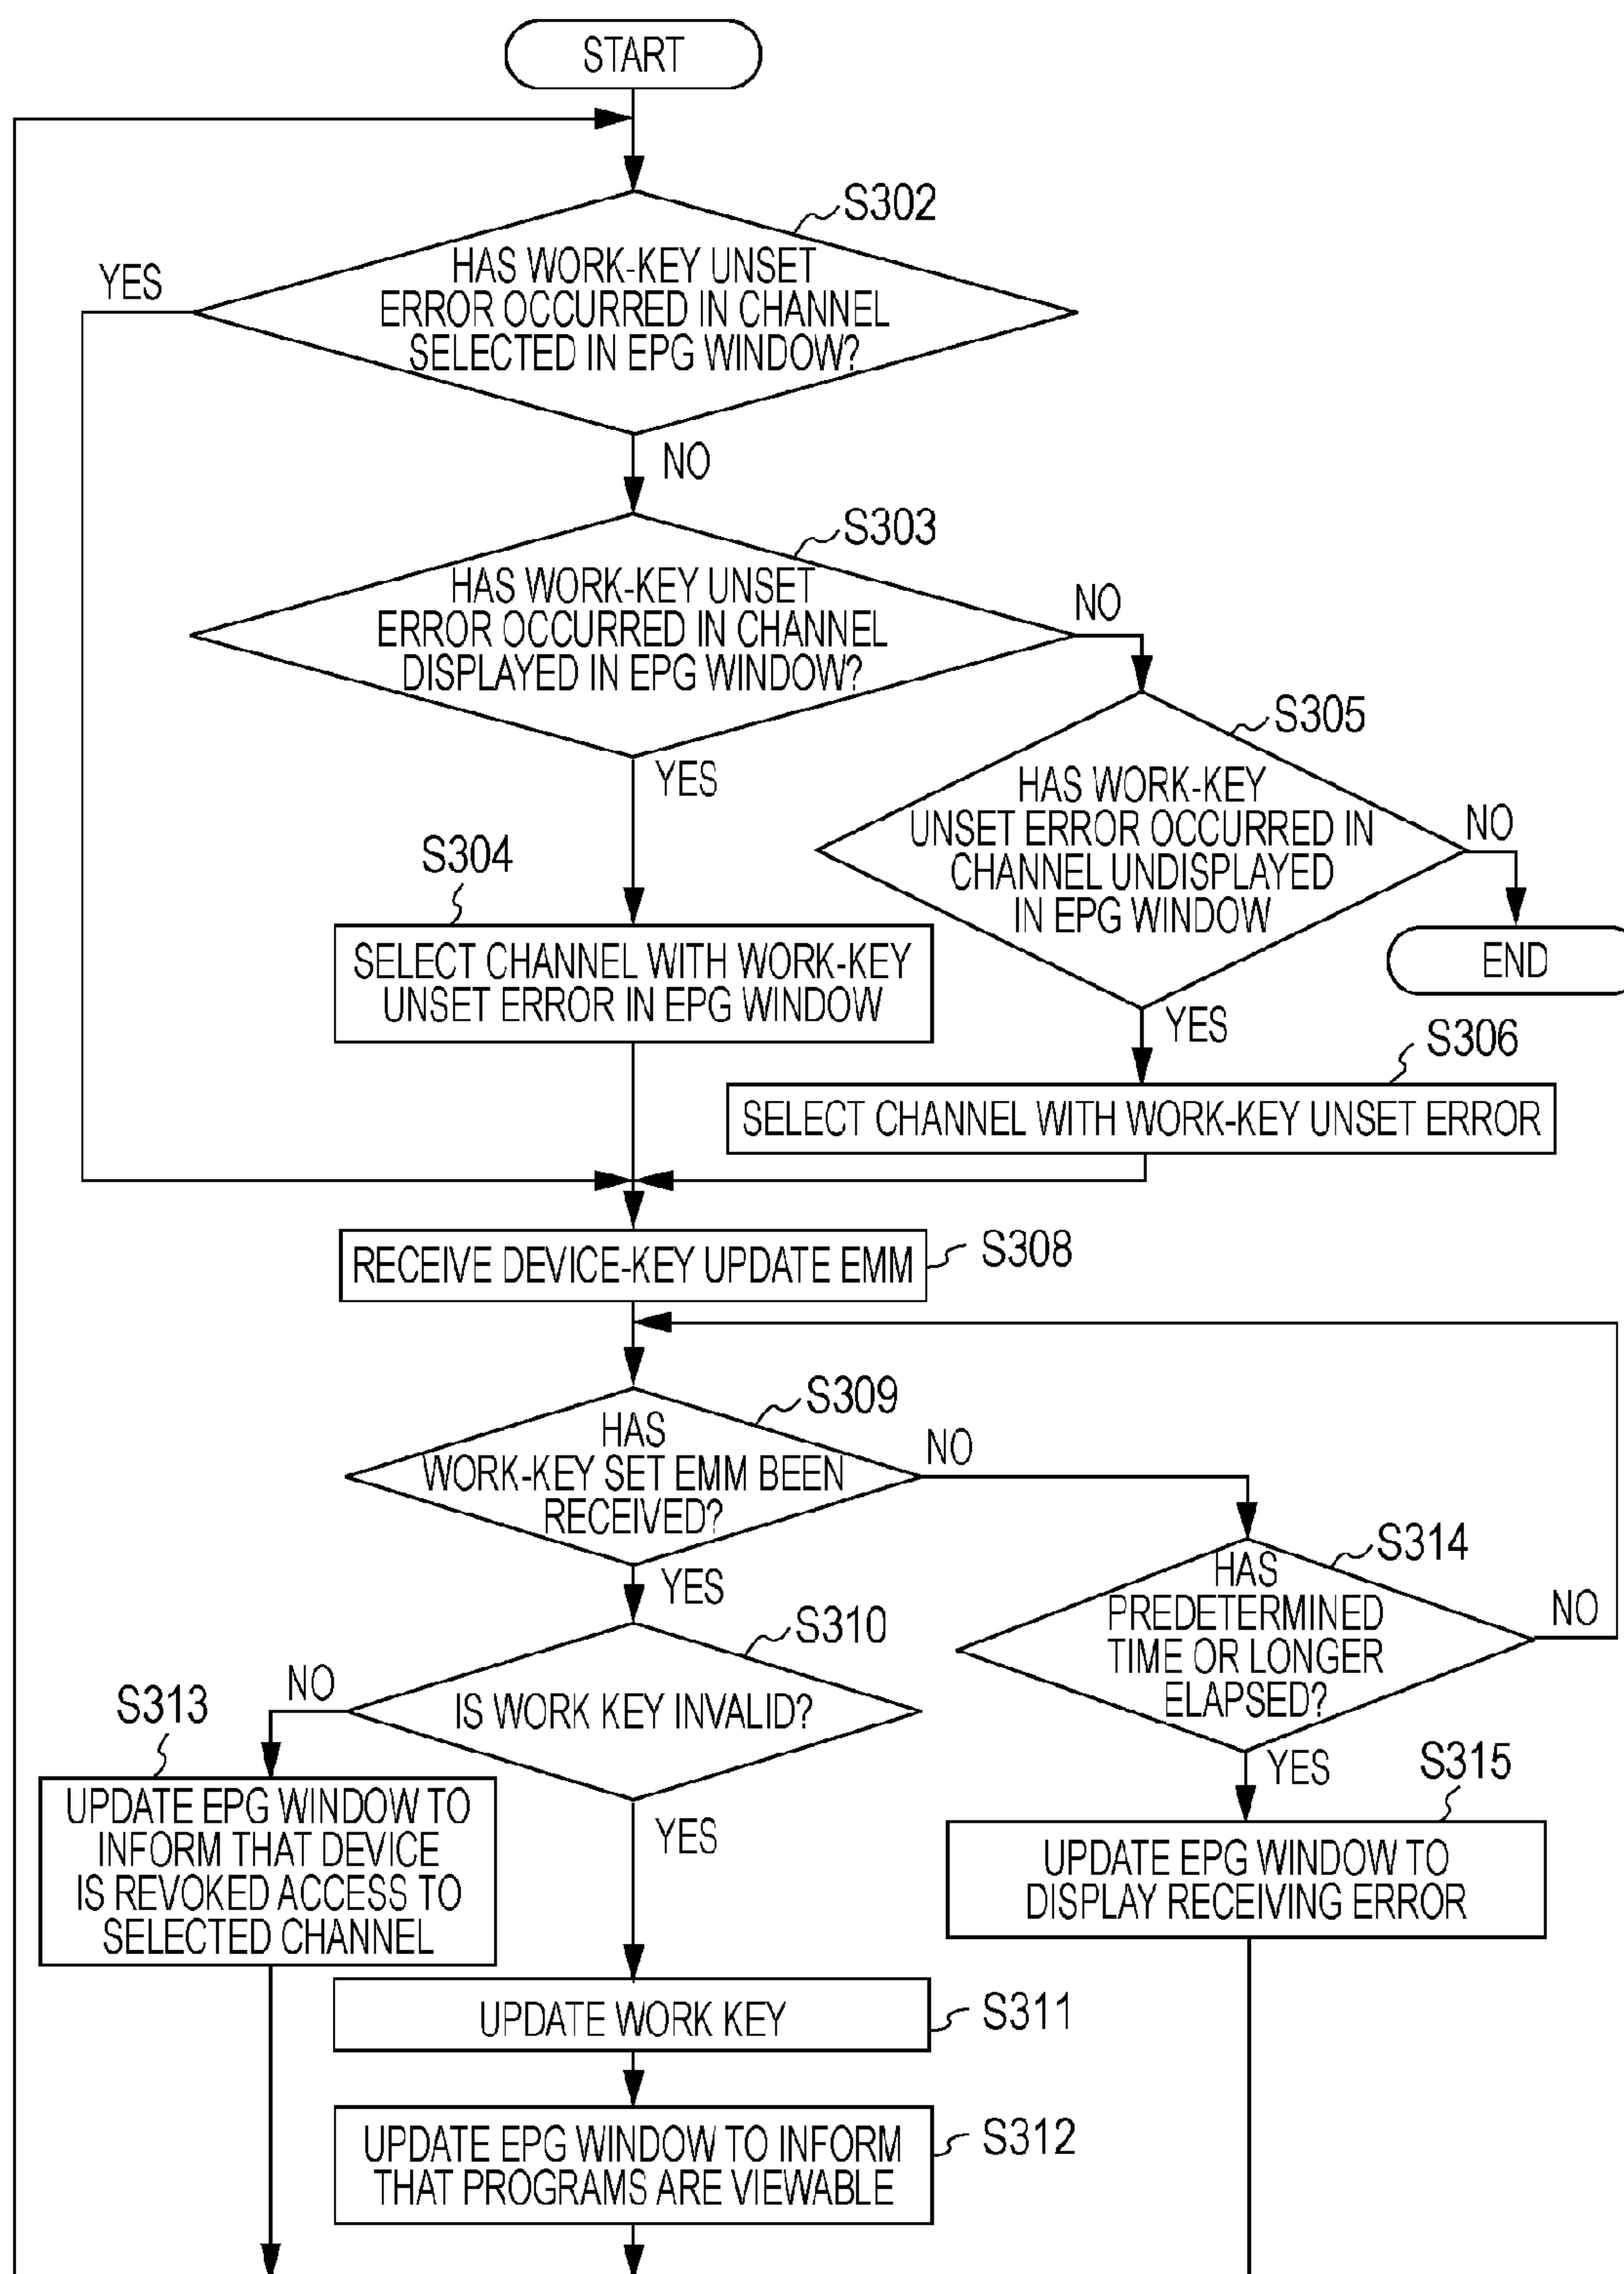 START
S302
HAS WORK-KEY UNSET
ERROR OCCURRED IN CHANNEL
SELECTED IN EPG WINDOW?
YES
NO
S303
HAS WORK-KEY UNSET
ERROR OCCURRED IN CHANNEL
DISPLAYED IN EPG WINDOW?
NO
YES
S305
HAS WORK-KEY
UNSET ERROR OCCURRED IN
CHANNEL UNDISPLAYED
IN EPG WINDOW
NO
END
YES
S304
SELECT CHANNEL WITH WORK-KEY
UNSET ERROR IN EPG WINDOW
S306
SELECT CHANNEL WITH WORK-KEY UNSET ERROR
RECEIVE DEVICE-KEY UPDATE EMM
S308
S309
HAS
WORK-KEY SET EMM BEEN
RECEIVED?
NO
YES
S314
HAS
PREDETERMINED
TIME OR LONGER
ELAPSED?
NO
YES
S310
IS WORK KEY INVALID?
NO
YES
S313
UPDATE EPG WINDOW TO
INFORM THAT DEVICE
IS REVOKED ACCESS TO
SELECTED CHANNEL
S315
UPDATE EPG WINDOW TO
DISPLAY RECEIVING ERROR
UPDATE WORK KEY
S311
UPDATE EPG WINDOW TO INFORM
THAT PROGRAMS ARE VIEWABLE
S312